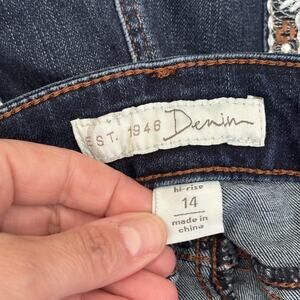 EST. 1946 Denim
hi-rise
14
made in
china